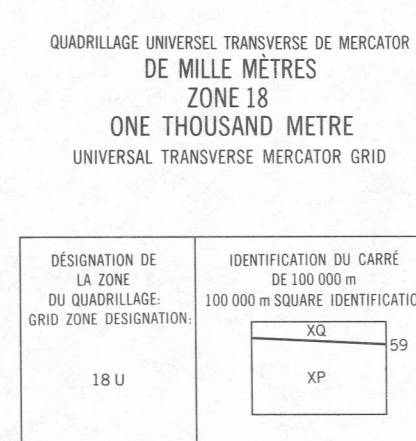 QUADRILLAGE UNIVERSEL TRANSVERSE DE MERCATOR
DE MILLE MÈTRES
ZONE 18
ONE THOUSAND METRE
UNIVERSAL TRANSVERSE MERCATOR GRID
DÉSIGNATION DE
LA ZONE
DU QUADRILLAGE:
GRID ZONE DESIGNATION:
18 U
IDENTIFICATION DU CARRÉ
DE 100 000 m
100 000 m SQUARE IDENTIFICATIO
XQ
59
XP